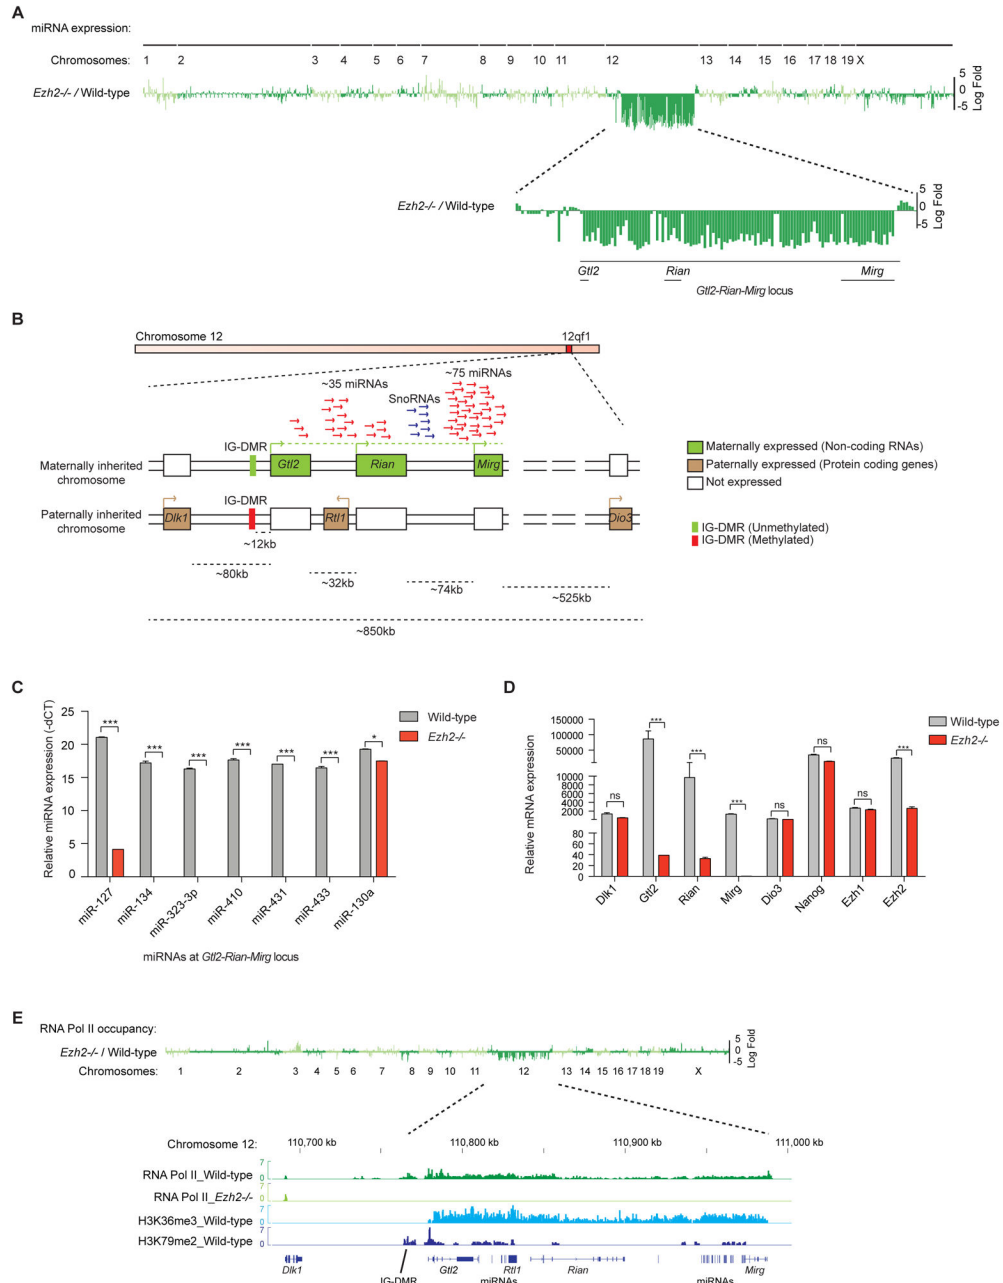 A
miRNA expression:
Chromosomes: 1 2 3 4 5 6 7 8 9 10 11 12 13 14 15 16 17 18 19 X
Ezh2-/- / Wild-type
5
0
-5
Log Fold
Ezh2-/- / Wild-type
5
0
-5
Log Fold
Gtl2 Rian Mirg
Gtl2-Rian-Mirg locus
B
Chromosome 12 12qf1
~35 miRNAs ~75 miRNAs
SnoRNAs
IG-DMR
Maternally inherited
chromosome
Gtl2 Rian Mirg
IG-DMR
Paternally inherited
chromosome
Dlk1 Rtl1 Dio3
~12kb
~80kb
~32kb
~74kb
~525kb
~850kb
Maternally expressed (Non-coding RNAs)
Paternally expressed (Protein coding genes)
Not expressed
IG-DMR (Unmethylated)
IG-DMR (Methylated)
C
Relative miRNA expression (-dCT)
25
20
15
10
5
0
*** *** *** *** *** *** *
Wild-type
Ezh2-/-
miR-127 miR-134 miR-323-3p miR-410 miR-431 miR-433 miR-130a
miRNAs at Gtl2-Rian-Mirg locus
D
Relative mRNA expression
150000
100000
50000
10000
8000
6000
4000
2000
80
60
40
20
0
ns *** *** *** ns ns ns ***
Wild-type
Ezh2-/-
Dlk1 Gtl2 Rian Mirg Dio3 Nanog Ezh1 Ezh2
E
RNA Pol II occupancy:
Ezh2-/- / Wild-type
5
0
-5
Log Fold
Chromosomes: 1 2 3 4 5 6 7 8 9 10 11 12 13 14 15 16 17 18 19 X
Chromosome 12: 110,700 kb 110,800 kb 110,900 kb 111,000 kb
RNA Pol II_Wild-type 7 0
RNA Pol II_Ezh2-/- 7 0
H3K36me3_Wild-type 7 0
H3K79me2_Wild-type 7 0
Dlk1 Gtl2 Rtl1 Rian Mirg
IG-DMR miRNAs miRNAs